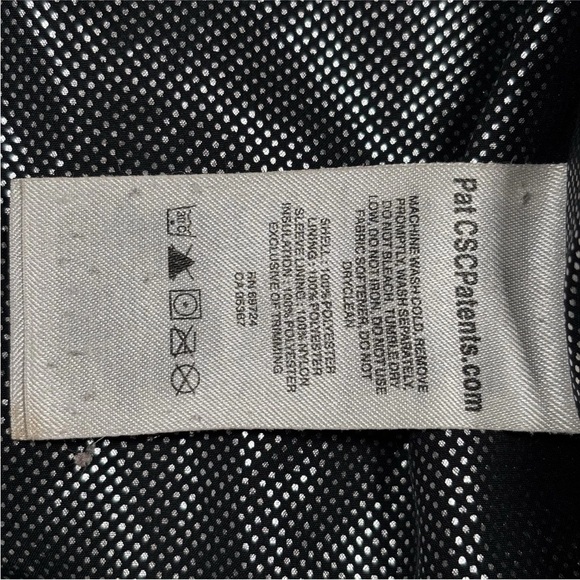 Pat CSCPatents.com
MACHINE WASH COLD, REMOVE
PROMPTLY, WASH SEPARATELY,
DO NOT BLEACH, TUMBLE DRY
LOW, DO NOT IRON, DO NOT USE
FABRIC SOFTENER, DO NOT
DRYCLEAN
SHELL: 100% POLYESTER
LINING: 100% POLYESTER
SLEEVE LINING: 100% NYLON
INSULATION: 100% POLYESTER
EXCLUSIVE OF TRIMMING
RN 69724
CA 05367